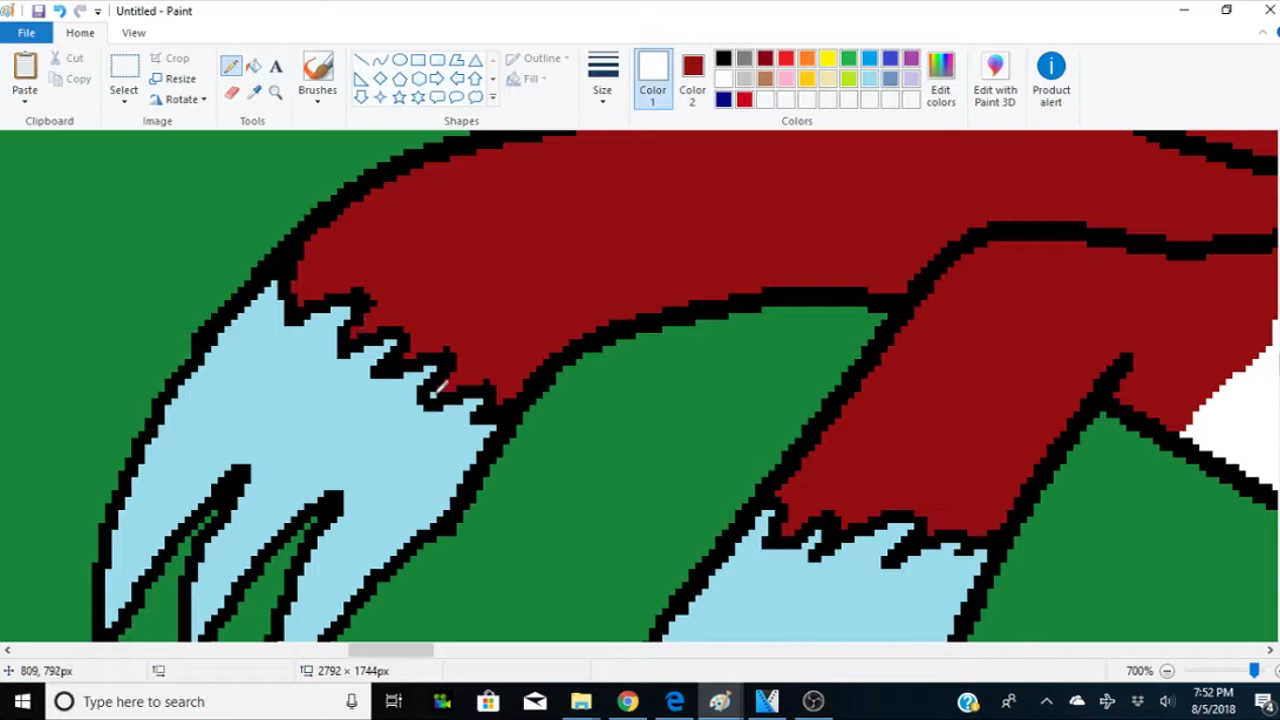 Untitled - Paint
File
Home
View
Paste
Cut
Copy
Clipboard
Select
Crop
Resize
Rotate
Image
A
Tools
Brushes
Outline
Fill
Shapes
Size
Color
1
Color
2
Edit
colors
Colors
Edit with
Paint 3D
Product
alert
809, 792px
2792 × 1744px
700%
Type here to search
7:52 PM
8/5/2018
4